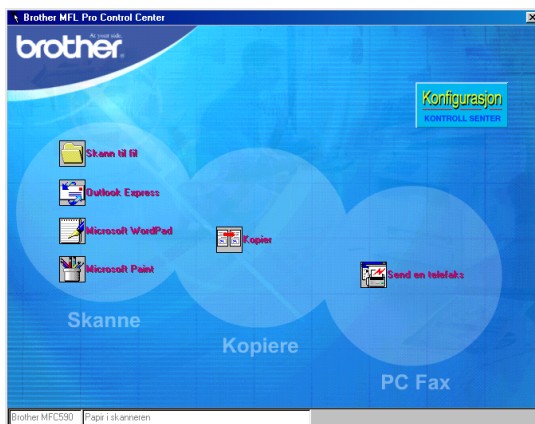 Brother MFL Pro Control Center
At your side.
brother
Konfigurasjon
KONTROLL SENTER
Skann til fil
Outlook Express
Microsoft WordPad
Microsoft Paint
Kopier
Send en telefaks
Skanne
Kopiere
PC Fax
Brother MFC590 Papir i skanneren